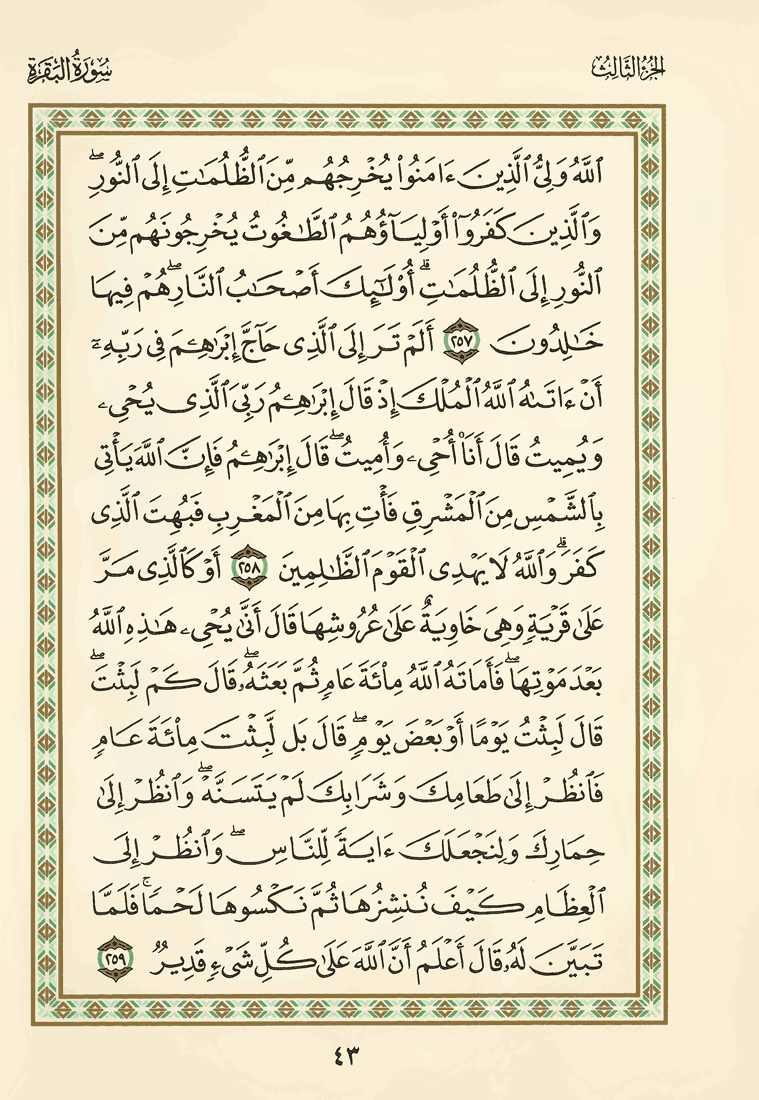 الجزء الثالث
سورة البقرة
ٱللَّهُ وَلِىُّ ٱلَّذِينَ ءَامَنُوا۟ يُخْرِجُهُم مِّنَ ٱلظُّلُمَـٰتِ إِلَى ٱلنُّورِ ۖ
وَٱلَّذِينَ كَفَرُوٓا۟ أَوْلِيَآؤُهُمُ ٱلطَّـٰغُوتُ يُخْرِجُونَهُم مِّنَ
ٱلنُّورِ إِلَى ٱلظُّلُمَـٰتِ ۗ أُو۟لَـٰٓئِكَ أَصْحَـٰبُ ٱلنَّارِ ۖ هُمْ فِيهَا
خَـٰلِدُونَ ٢٥٧ أَلَمْ تَرَ إِلَى ٱلَّذِى حَآجَّ إِبْرَٰهِـۧمَ فِى رَبِّهِۦٓ
أَنْ ءَاتَىٰهُ ٱللَّهُ ٱلْمُلْكَ إِذْ قَالَ إِبْرَٰهِـۧمُ رَبِّىَ ٱلَّذِى يُحْىِۦ
وَيُمِيتُ قَالَ أَنَا۠ أُحْىِۦ وَأُمِيتُ ۖ قَالَ إِبْرَٰهِـۧمُ فَإِنَّ ٱللَّهَ يَأْتِى
بِٱلشَّمْسِ مِنَ ٱلْمَشْرِقِ فَأْتِ بِهَا مِنَ ٱلْمَغْرِبِ فَبُهِتَ ٱلَّذِى
كَفَرَ ۗ وَٱللَّهُ لَا يَهْدِى ٱلْقَوْمَ ٱلظَّـٰلِمِينَ ٢٥٨ أَوْ كَٱلَّذِى مَرَّ
عَلَىٰ قَرْيَةٍ وَهِىَ خَاوِيَةٌ عَلَىٰ عُرُوشِهَا قَالَ أَنَّىٰ يُحْىِۦ هَـٰذِهِ ٱللَّهُ
بَعْدَ مَوْتِهَا ۖ فَأَمَاتَهُ ٱللَّهُ مِا۟ئَةَ عَامٍ ثُمَّ بَعَثَهُۥ ۖ قَالَ كَمْ لَبِثْتَ ۖ
قَالَ لَبِثْتُ يَوْمًا أَوْ بَعْضَ يَوْمٍ ۖ قَالَ بَل لَّبِثْتَ مِا۟ئَةَ عَامٍ
فَٱنظُرْ إِلَىٰ طَعَامِكَ وَشَرَابِكَ لَمْ يَتَسَنَّهْ ۖ وَٱنظُرْ إِلَىٰ
حِمَارِكَ وَلِنَجْعَلَكَ ءَايَةً لِّلنَّاسِ ۖ وَٱنظُرْ إِلَى
ٱلْعِظَامِ كَيْفَ نُنشِزُهَا ثُمَّ نَكْسُوهَا لَحْمًا ۚ فَلَمَّا
تَبَيَّنَ لَهُۥ قَالَ أَعْلَمُ أَنَّ ٱللَّهَ عَلَىٰ كُلِّ شَىْءٍ قَدِيرٌ ٢٥٩
٤٣